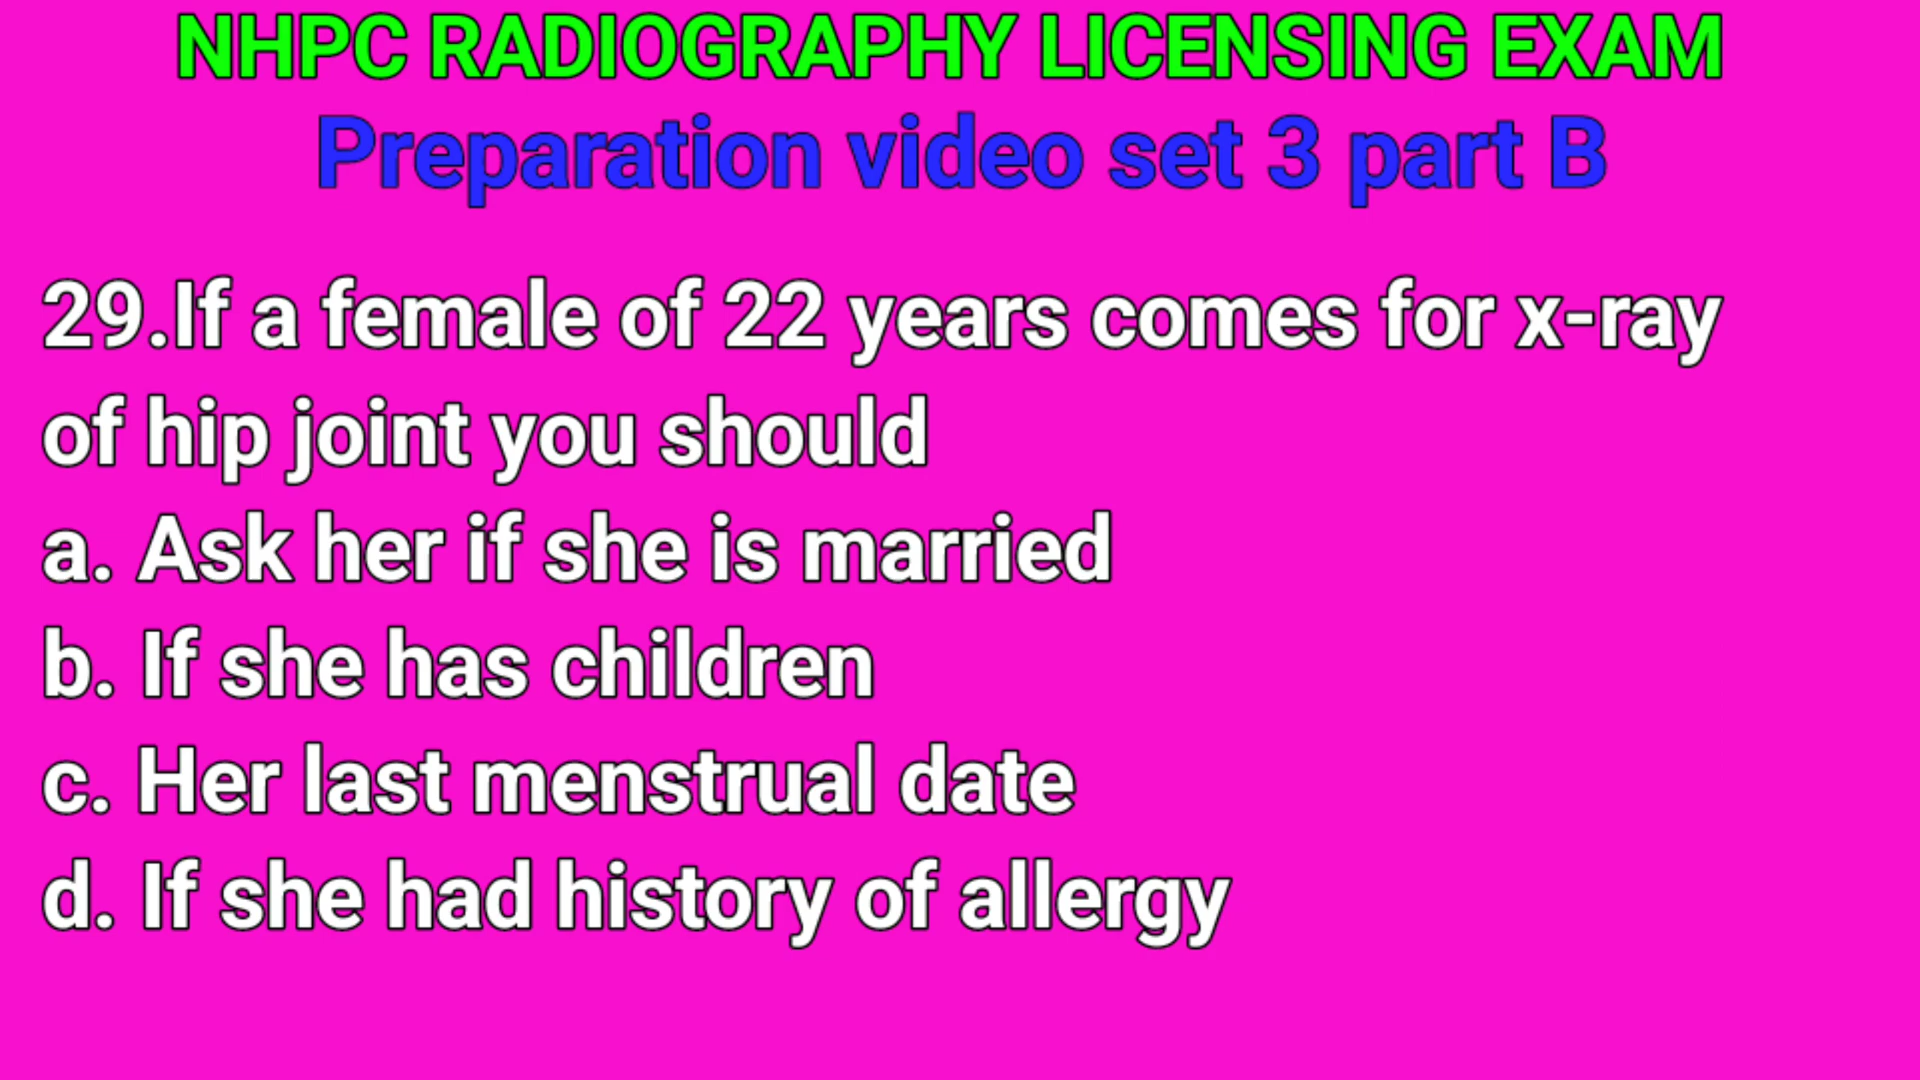 NHPC RADIOGRAPHY LICENSING EXAM
Preparation video set 3 part B
29.If a female of 22 years comes for x-ray
of hip joint you should
a. Ask her if she is married
b. If she has children
c. Her last menstrual date
d. If she had history of allergy